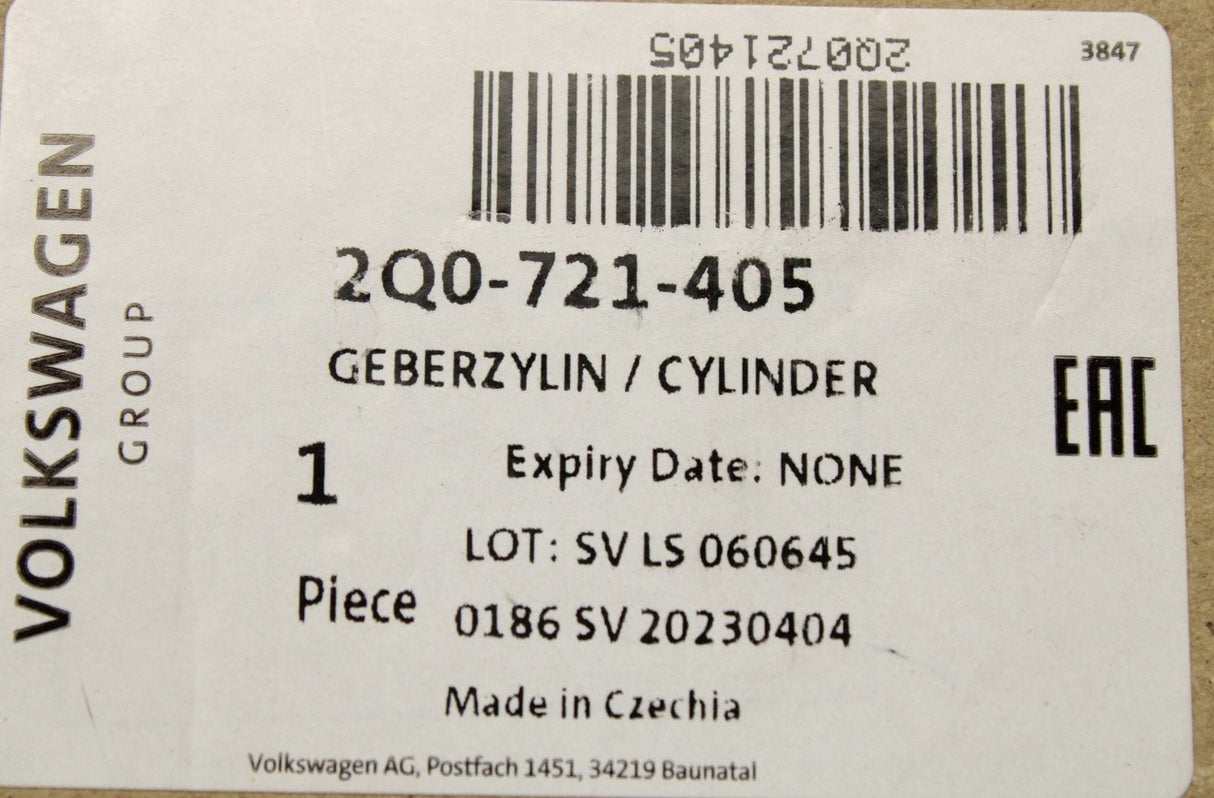 2Q0721405
3847
VOLKSWAGEN
GROUP
2Q0-721-405
GEBERZYLIN / CYLINDER
EAC
1
Expiry Date: NONE
LOT: SV LS 060645
Piece
0186 SV 20230404
Made in Czechia
Volkswagen AG, Postfach 1451, 34219 Baunatal